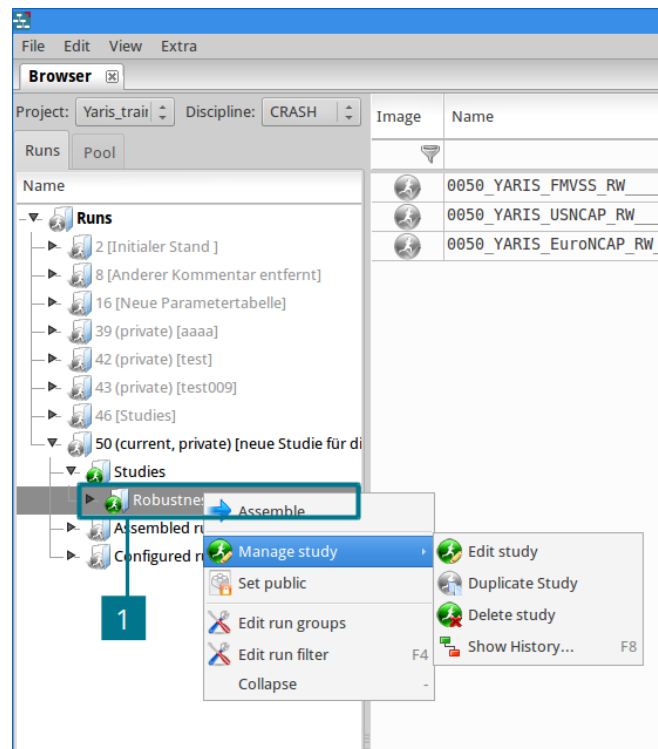 File Edit View Extra
Browser
Project: Yaris_trai Discipline: CRASH
Runs Pool
Name
Runs
2 [Initialer Stand ]
8 [Anderer Kommentar entfernt]
16 [Neue Parametertabelle]
39 (private) [aaaa]
42 (private) [test]
43 (private) [test009]
46 [Studies]
50 (current, private) [neue Studie für di
Studies
Robustne
Assembled ru
Configured r
1
Image Name
0050_YARIS_FMVSS_RW____
0050_YARIS_USNCAP_RW___
0050_YARIS_EuroNCAP_RW_
Assemble
Manage study
Set public
Edit run groups
Edit run filter F4
Collapse -
Edit study
Duplicate Study
Delete study
Show History... F8